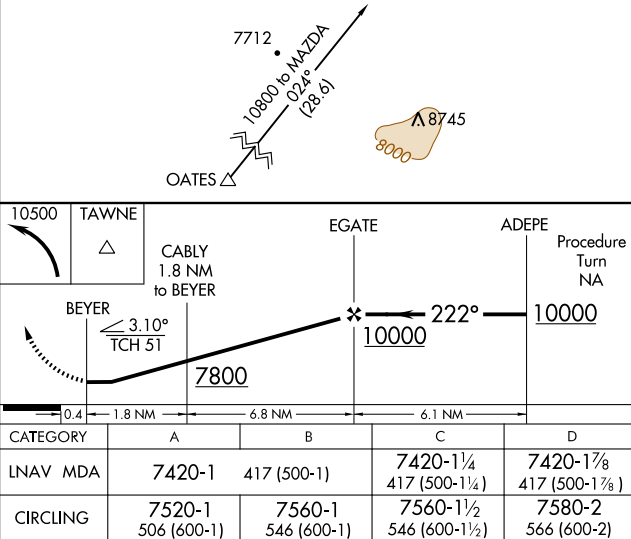 7712
10800 to MAZDA
024°
(28.6)
8745
8000
OATES
10500
TAWNE
CABLY
1.8 NM
to BEYER
EGATE
ADEPE
Procedure
Turn
NA
BEYER
3.10°
TCH 51
222°
10000
10000
7800
0.4
1.8 NM
6.8 NM
6.1 NM
CATEGORY A B C D
LNAV MDA 7420-1 417 (500-1) 7420-1¼ 7420-1⅞
417 (500-1¼) 417 (500-1⅞)
CIRCLING 7520-1 7560-1 7560-1½ 7580-2
506 (600-1) 546 (600-1) 546 (600-1½) 566 (600-2)